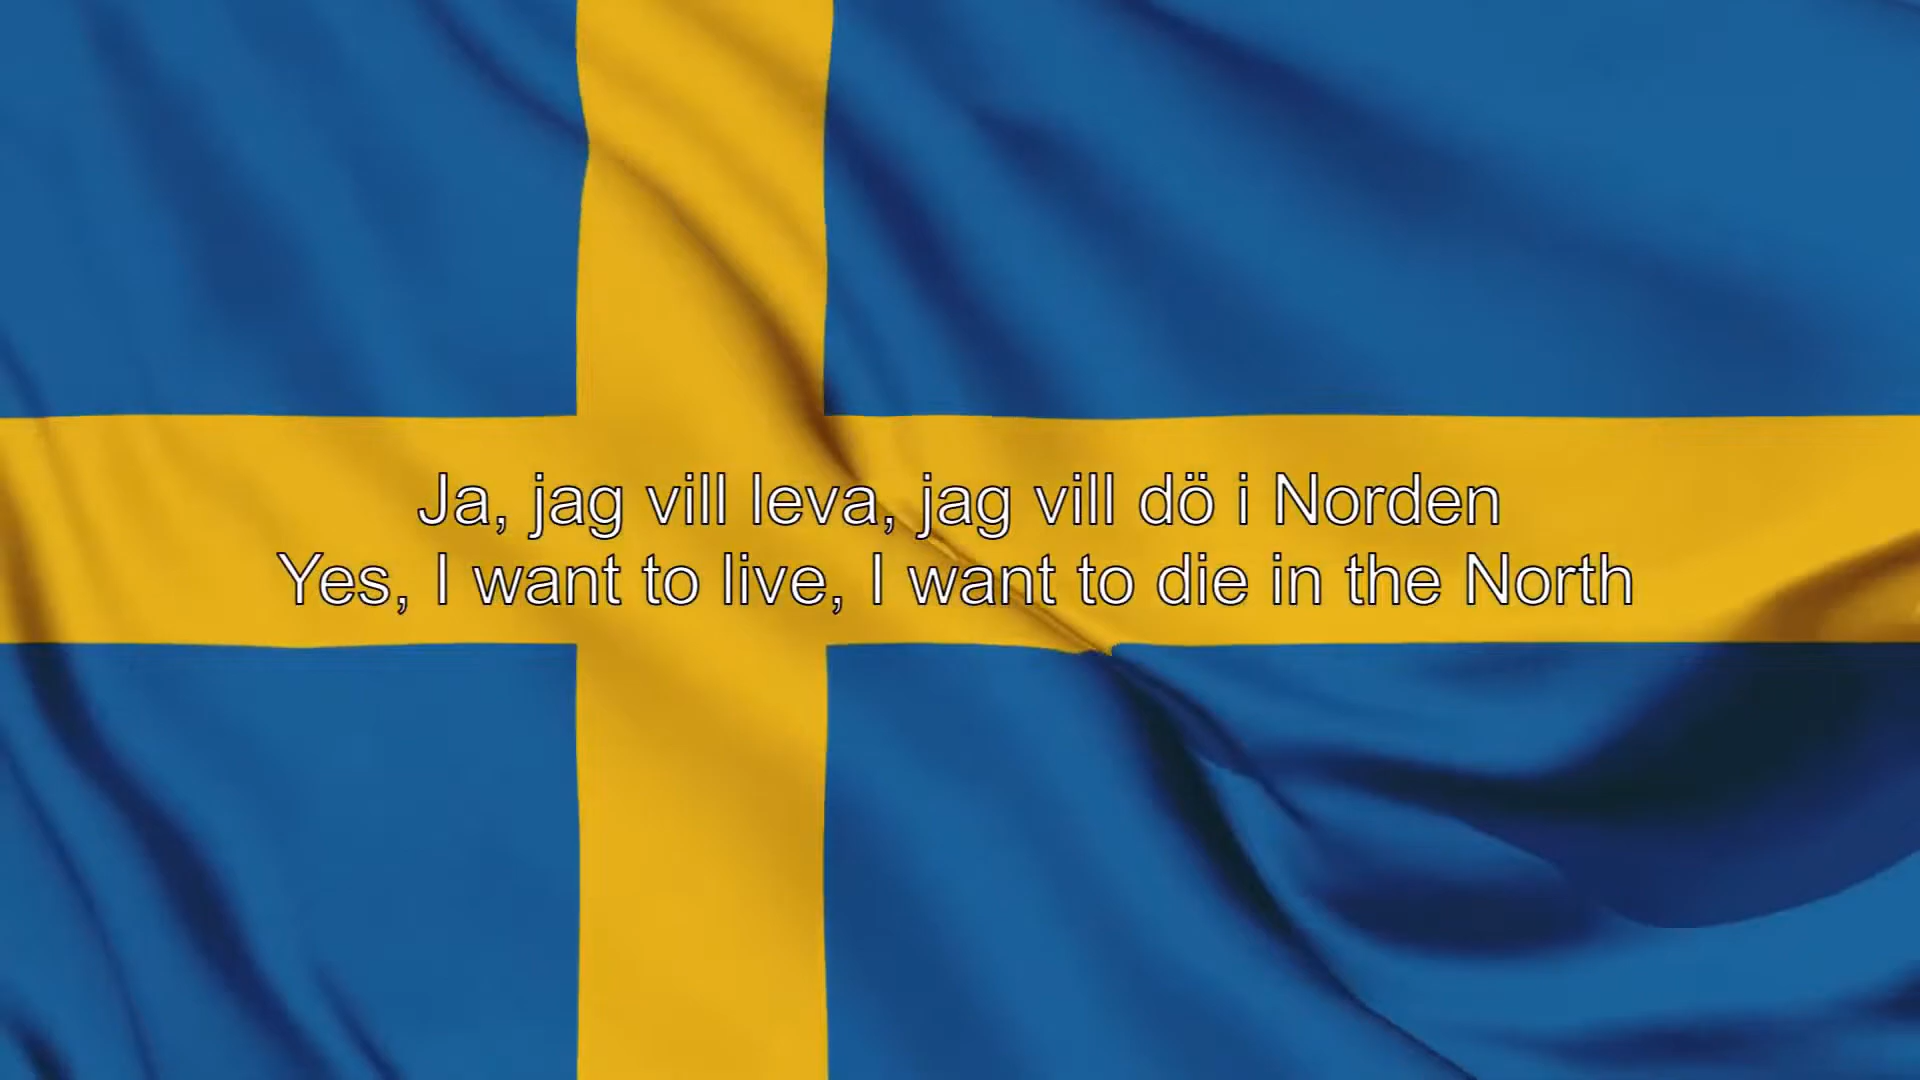 Ja, jag vill leva, jag vill dö i Norden
Yes, I want to live, I want to die in the North